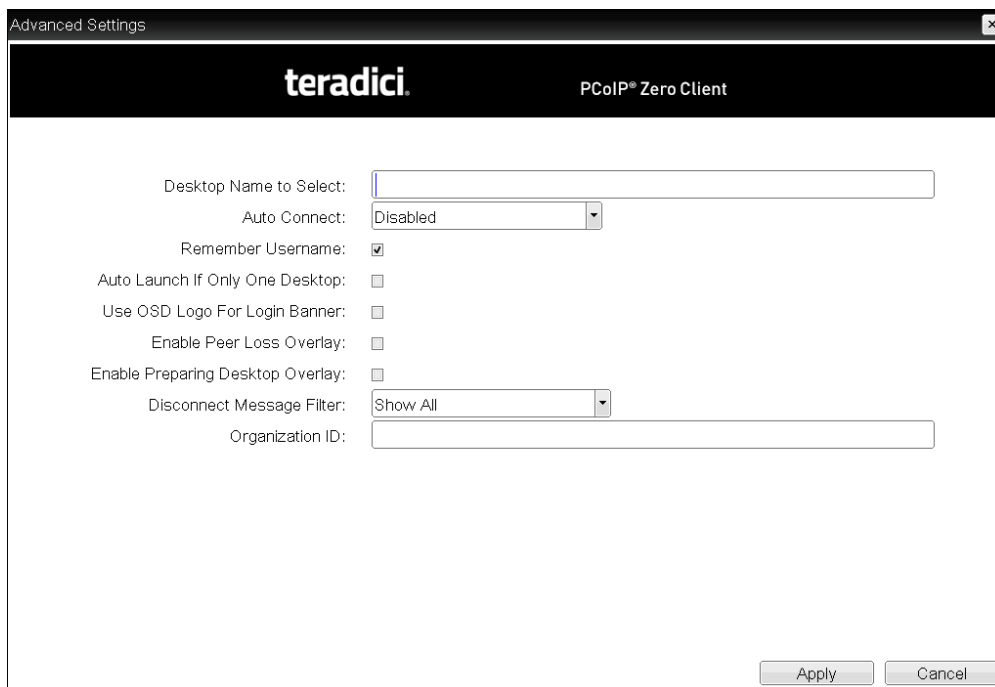 Advanced Settings
teradici.
PCoIP® Zero Client
Desktop Name to Select:
Auto Connect: Disabled
Remember Username:
Auto Launch If Only One Desktop:
Use OSD Logo For Login Banner:
Enable Peer Loss Overlay:
Enable Preparing Desktop Overlay:
Disconnect Message Filter: Show All
Organization ID:
Apply Cancel